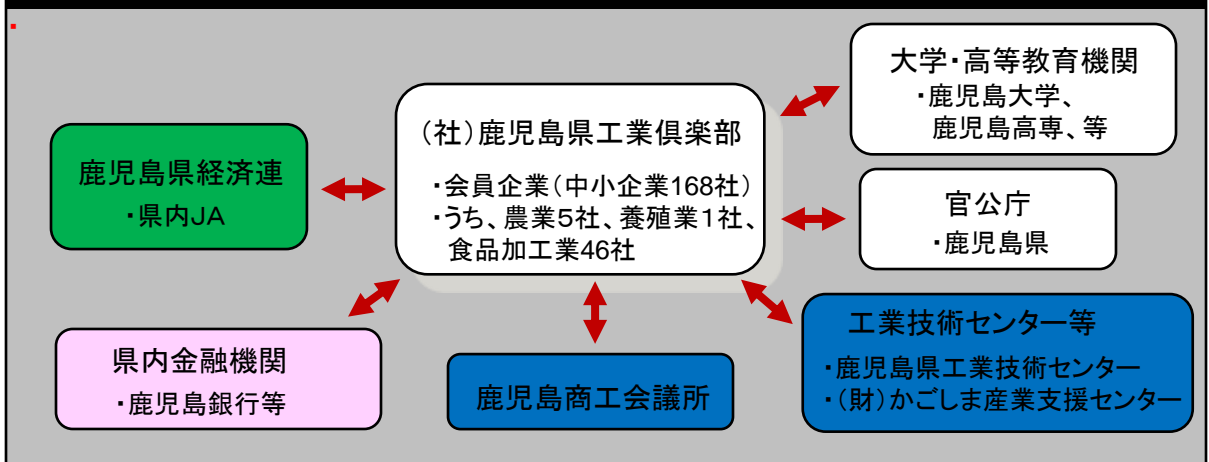 大学・高等教育機関
・鹿児島大学、
鹿児島高専、等
(社)鹿児島県工業倶楽部
・会員企業(中小企業168社)
・うち、農業5社、養殖業1社、
食品加工業46社
鹿児島県経済連
・県内JA
官公庁
・鹿児島県
工業技術センター等
・鹿児島県工業技術センター
・(財)かごしま産業支援センター
県内金融機関
・鹿児島銀行等
鹿児島商工会議所